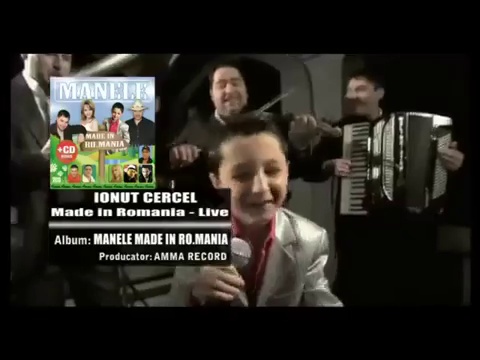 MANELE
MADE IN
RO.MANIA
+CD
IONUT CERCEL
Made in Romania - Live
Album: MANELE MADE IN RO.MANIA
Producator: AMMA RECORD